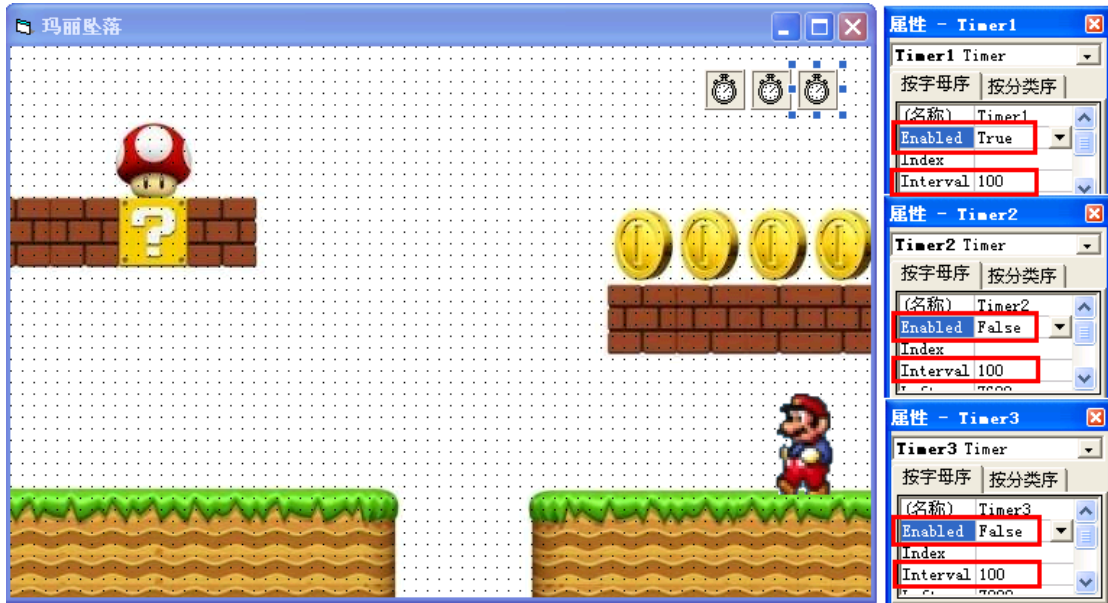 玛丽坠落
?
属性 - Timer1
Timer1 Timer
按字母序 按分类序
(名称) Timer1
Enabled True
Index
Interval 100
属性 - Timer2
Timer2 Timer
按字母序 按分类序
(名称) Timer2
Enabled False
Index
Interval 100
属性 - Timer3
Timer3 Timer
按字母序 按分类序
(名称) Timer3
Enabled False
Index
Interval 100